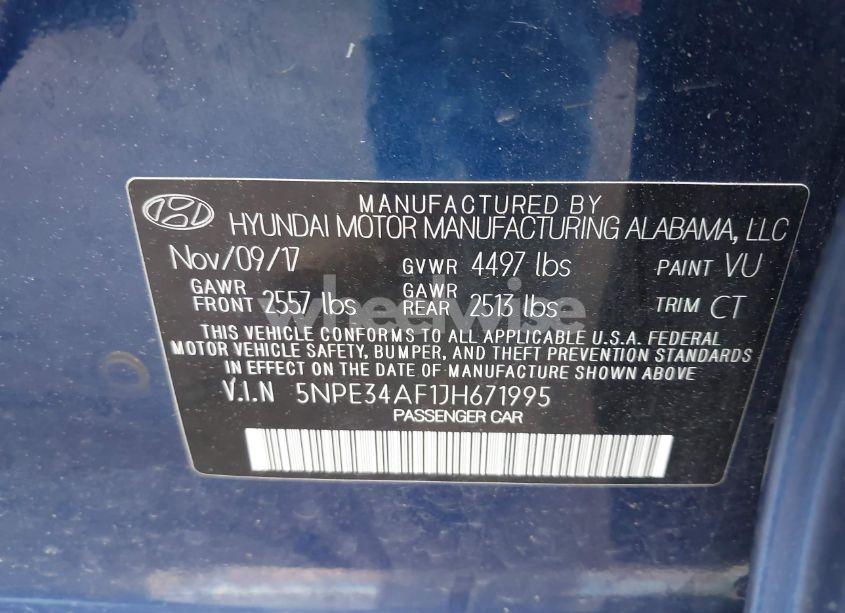 MANUFACTURED BY
HYUNDAI MOTOR MANUFACTURING ALABAMA, LLC
Nov/09/17 GVWR 4497 lbs PAINT VU
GAWR FRONT 2557 lbs GAWR REAR 2513 lbs TRIM CT
THIS VEHICLE CONFORMS TO ALL APPLICABLE U.S.A. FEDERAL
MOTOR VEHICLE SAFETY, BUMPER, AND THEFT PREVENTION STANDARDS
IN EFFECT ON THE DATE OF MANUFACTURE SHOWN ABOVE.
V.I.N 5NPE34AF1JH671995
PASSENGER CAR
wheelwise